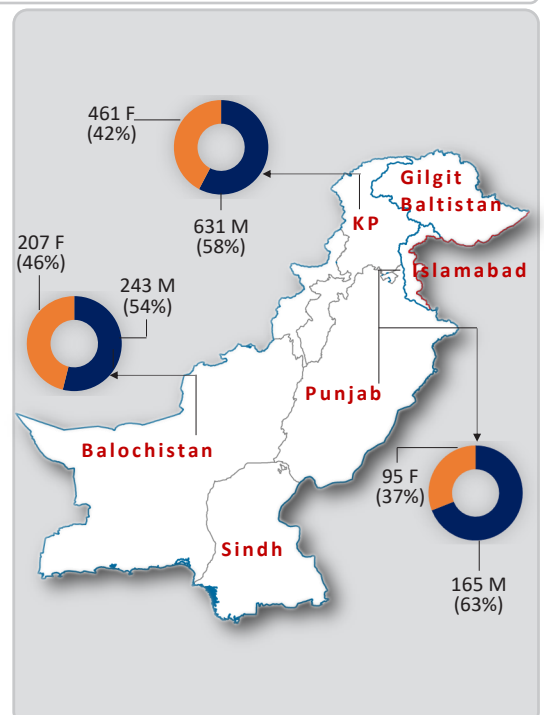 461 F
(42%)
Gilgit
Baltistan
KP
631 M
(58%)
207 F
(46%)
Islamabad
243 M
(54%)
Punjab
Balochistan
95 F
(37%)
Sindh
165 M
(63%)